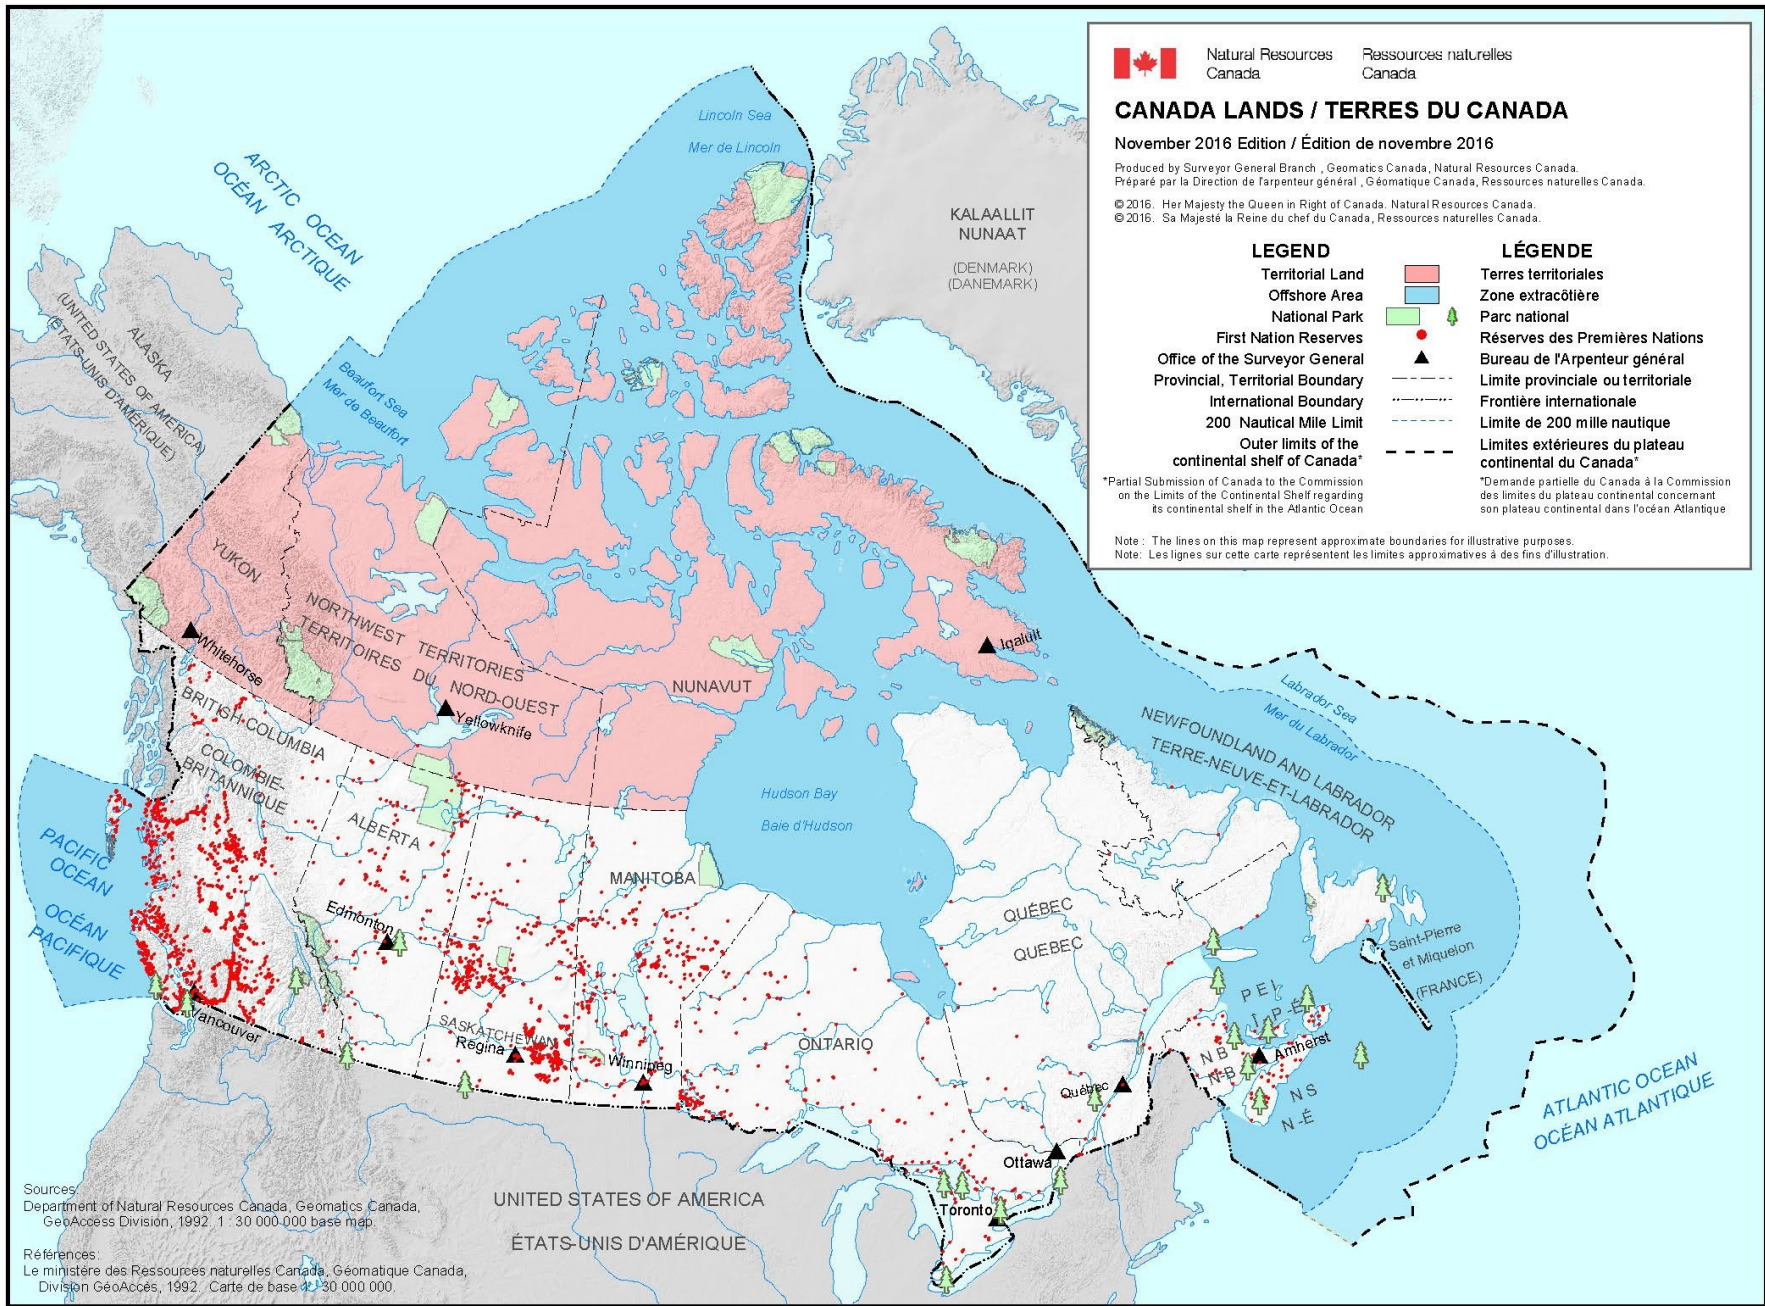 Natural Resources
Canada
Ressources naturelles
Canada
CANADA LANDS / TERRES DU CANADA
November 2016 Edition / Édition de novembre 2016
Produced by Surveyor General Branch , Geomatics Canada, Natural Resources Canada.
Préparé par la Direction de l'arpenteur général , Géomatique Canada, Ressources naturelles Canada.
© 2016. Her Majesty the Queen in Right of Canada. Natural Resources Canada.
© 2016. Sa Majesté la Reine du chef du Canada, Ressources naturelles Canada.
LEGEND LÉGENDE
Territorial Land Terres territoriales
Offshore Area Zone extracôtière
National Park Parc national
First Nation Reserves Réserves des Premières Nations
Office of the Surveyor General Bureau de l'Arpenteur général
Provincial, Territorial Boundary Limite provinciale ou territoriale
International Boundary Frontière internationale
200 Nautical Mile Limit Limite de 200 mille nautique
Outer limits of the Limites extérieures du plateau
continental shelf of Canada* continental du Canada*
*Partial Submission of Canada to the Commission
on the Limits of the Continental Shelf regarding
its continental shelf in the Atlantic Ocean
*Demande partielle du Canada à la Commission
des limites du plateau continental concernant
son plateau continental dans l'océan Atlantique
Note : The lines on this map represent approximate boundaries for illustrative purposes.
Note: Les lignes sur cette carte représentent les limites approximatives à des fins d'illustration.
Lincoln Sea
Mer de Lincoln
ARCTIC OCEAN
OCÉAN ARCTIQUE
KALAALLIT
NUNAAT
(DENMARK)
(DANEMARK)
ALASKA
(UNITED STATES OF AMERICA)
(ÉTATS-UNIS D'AMÉRIQUE)
Beaufort Sea
Mer de Beaufort
YUKON
NORTHWEST TERRITORIES
TERRITOIRES DU NORD-OUEST
NUNAVUT
Whitehorse
Yellowknife
Iqaluit
BRITISH COLUMBIA
COLOMBIE-
BRITANNIQUE
ALBERTA
Labrador Sea
Mer du Labrador
NEWFOUNDLAND AND LABRADOR
TERRE-NEUVE-ET-LABRADOR
Hudson Bay
Baie d'Hudson
PACIFIC
OCEAN
OCÉAN
PACIFIQUE
MANITOBA
Edmonton
QUÉBEC
QUEBEC
Saint-Pierre
et Miquelon
(FRANCE)
Vancouver
SASKATCHEWAN
Regina
Winnipeg
ONTARIO
P E I
Î -P-É
N B
N-B
Amherst
N S
N -É
Québec
Ottawa
Toronto
ATLANTIC OCEAN
OCÉAN ATLANTIQUE
UNITED STATES OF AMERICA
ÉTATS-UNIS D'AMÉRIQUE
Sources:
Department of Natural Resources Canada, Geomatics Canada,
GeoAccess Division, 1992. 1 : 30 000 000 base map.
Références:
Le ministère des Ressources naturelles Canada, Géomatique Canada,
Division GéoAccès, 1992. Carte de base 1 : 30 000 000.